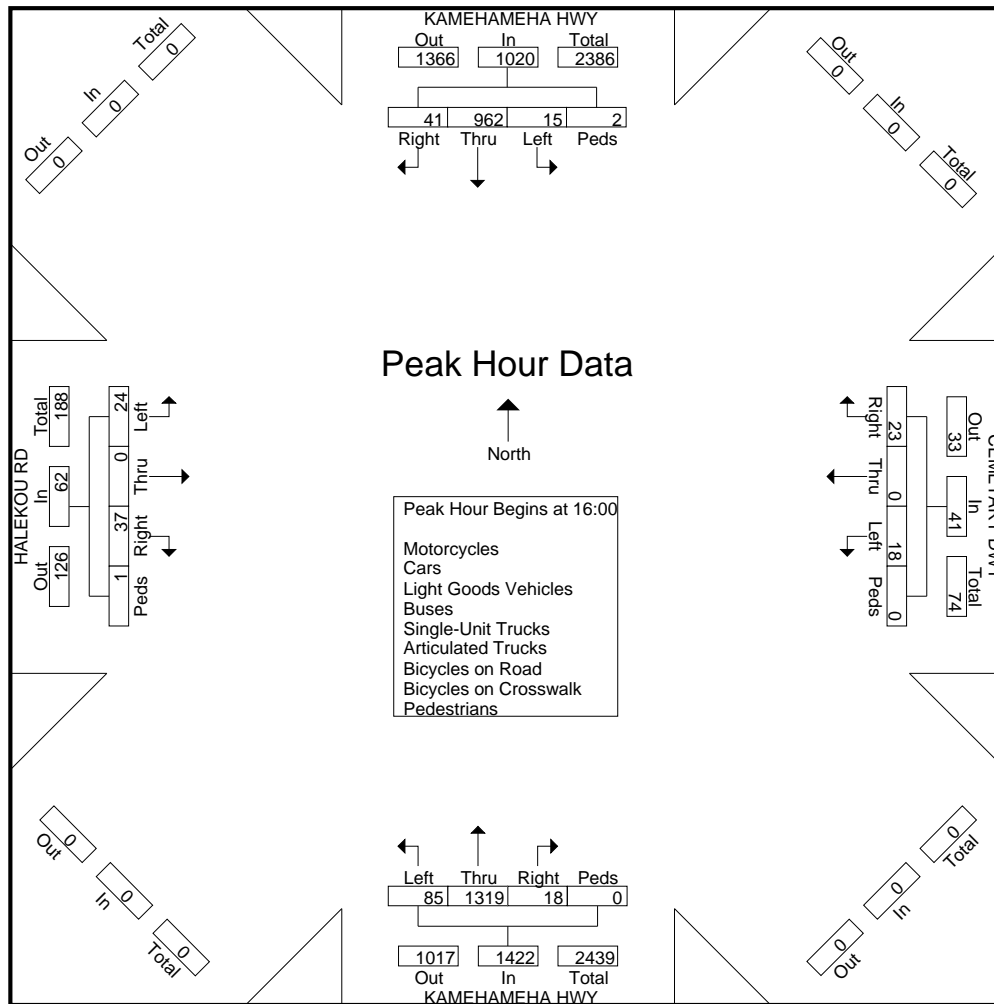 KAMEHAMEHA HWY
Out In Total
1366 1020 2386
41 962 15 2
Right Thru Left Peds
Total
0
In
0
Out
0
Out
0
In
0
Total
0
Peak Hour Data
North
Peak Hour Begins at 16:00
Motorcycles
Cars
Light Goods Vehicles
Buses
Single-Unit Trucks
Articulated Trucks
Bicycles on Road
Bicycles on Crosswalk
Pedestrians
HALEKOU RD
Out In Total
126 62 188
1 37 0 24
Peds Right Thru Left
Out In Total
33 41 74
23 0 18 0
Right Thru Left Peds
0
Out
0
In
0
Total
0
Total
0
In
0
Out
Left Thru Right Peds
85 1319 18 0
1017 1422 2439
Out In Total
KAMEHAMEHA HWY